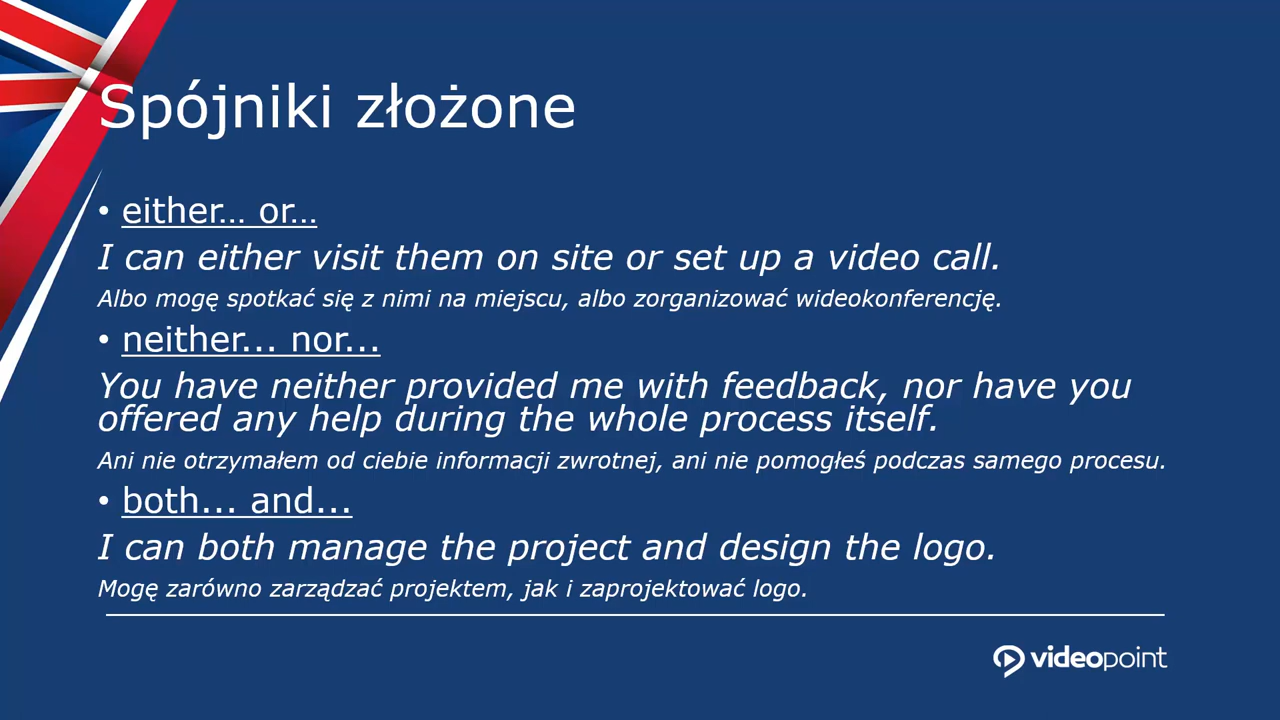 Spójniki złożone
• either… or…
I can either visit them on site or set up a video call.
Albo mogę spotkać się z nimi na miejscu, albo zorganizować wideokonferencję.
• neither... nor...
You have neither provided me with feedback, nor have you
offered any help during the whole process itself.
Ani nie otrzymałem od ciebie informacji zwrotnej, ani nie pomogłeś podczas samego procesu.
• both... and...
I can both manage the project and design the logo.
Mogę zarówno zarządzać projektem, jak i zaprojektować logo.
videopoint